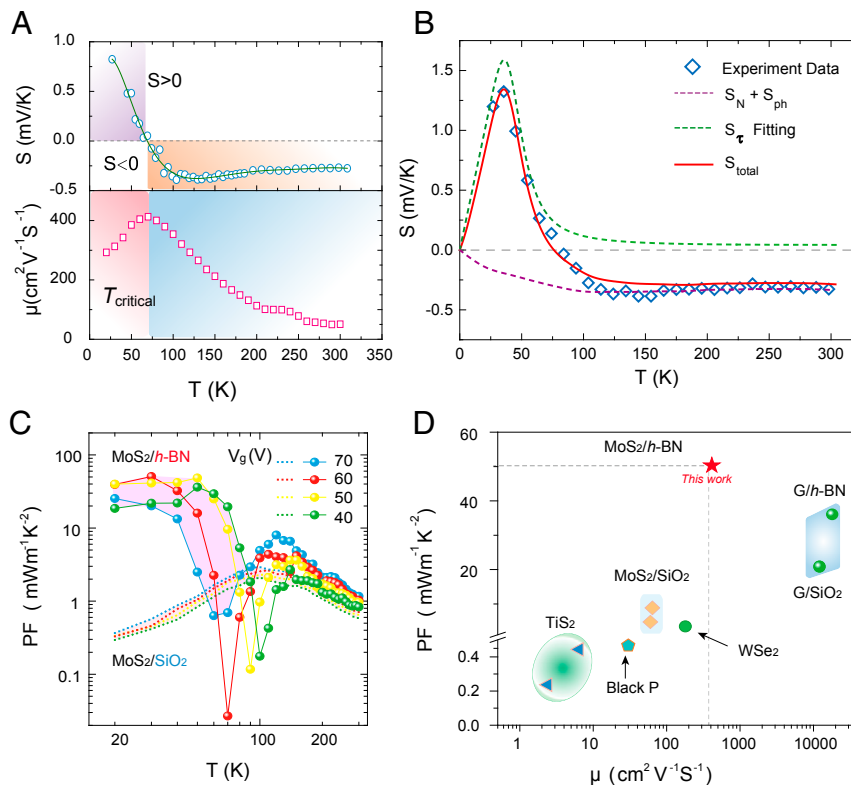 A
1.0
0.5
0.0
-0.5
S (mV/K)
S>0
S<0
400
200
0
μ(cm² V⁻¹S⁻¹)
Tcritical
0 50 100 150 200 250 300 350
T (K)
B
1.5
1.0
0.5
0.0
-0.5
S (mV/K)
Experiment Data
S_N + S_ph
S_τ Fitting
S_total
0 100 200 300
T (K)
C
100
10
1
0.1
PF ( mWm⁻¹K⁻²)
MoS₂/h-BN
V_g (V)
70
60
50
40
MoS₂/SiO₂
20 100 200
T (K)
D
60
40
20
0.4
0.2
0.0
PF ( mWm⁻¹K⁻²)
MoS₂/h-BN
This work
G/h-BN
G/SiO₂
MoS₂/SiO₂
TiS₂
WSe₂
Black P
1 10 100 1000 10000
μ (cm² V⁻¹S⁻¹)